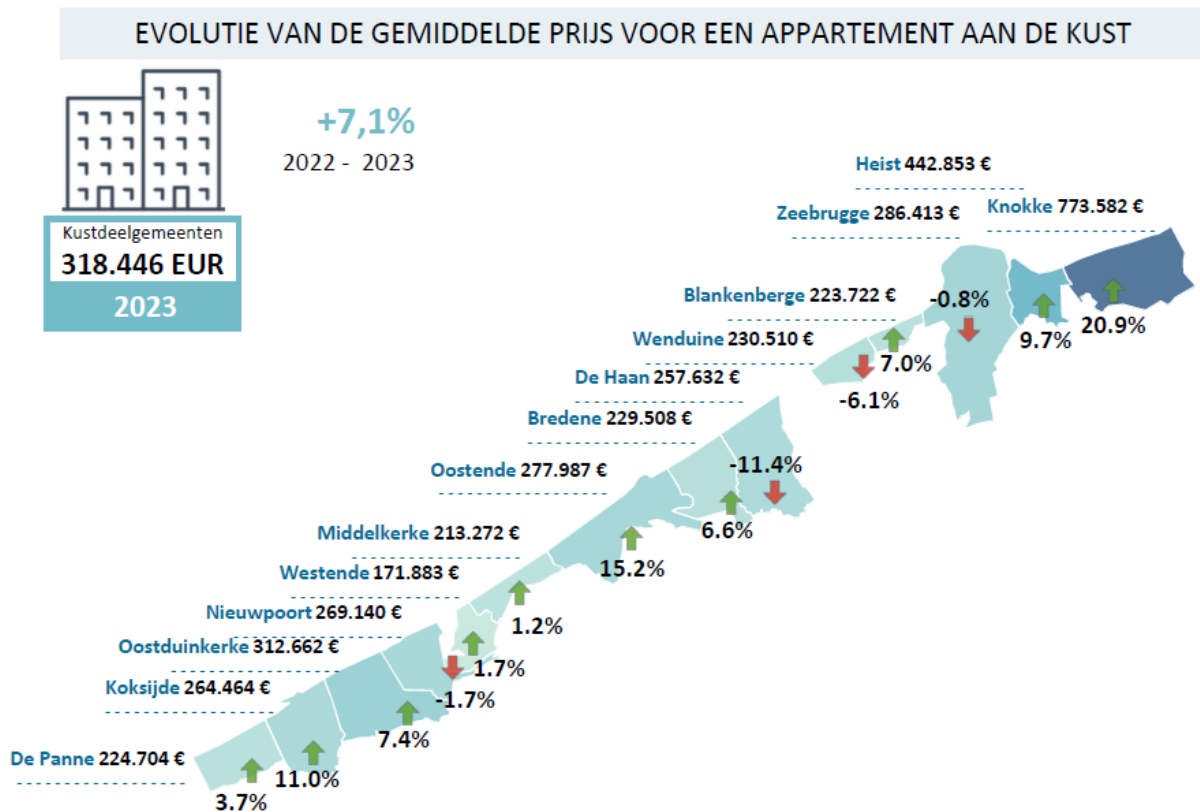 EVOLUTIE VAN DE GEMIDDELDE PRIJS VOOR EEN APPARTEMENT AAN DE KUST
+7,1%
2022 - 2023
Kustdeelgemeenten
318.446 EUR
2023
Heist 442.853 €
Zeebrugge 286.413 €
Knokke 773.582 €
Blankenberge 223.722 €
-0.8%
9.7%
20.9%
Wenduine 230.510 €
7.0%
-6.1%
De Haan 257.632 €
Bredene 229.508 €
-11.4%
Oostende 277.987 €
6.6%
Middelkerke 213.272 €
15.2%
Westende 171.883 €
Nieuwpoort 269.140 €
1.2%
Oostduinkerke 312.662 €
1.7%
Koksijde 264.464 €
-1.7%
7.4%
De Panne 224.704 €
11.0%
3.7%